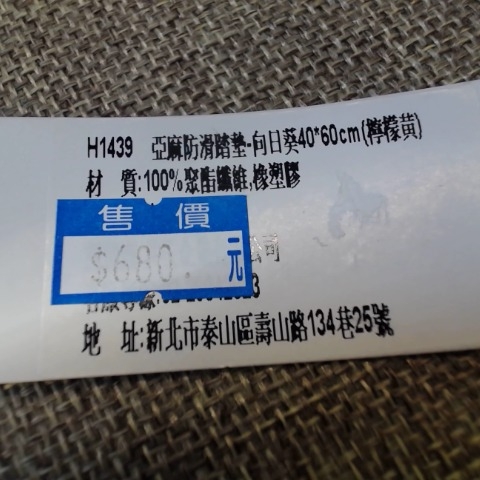 H1439 亞麻防滑踏墊-向日葵40*60cm(檸檬黃)
材 質:100%聚酯纖維,橡塑膠
售價
$680.元
公司
地 址:新北市泰山區壽山路134巷25號